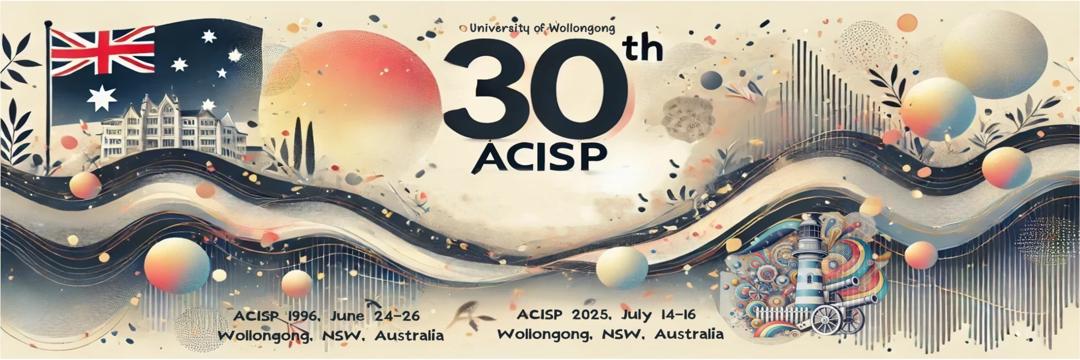 University of Wollongong
30th
ACISP
ACISP 1996, June 24-26
Wollongong, NSW, Australia
ACISP 2025, July 14-16
Wollongong, NSW, Australia